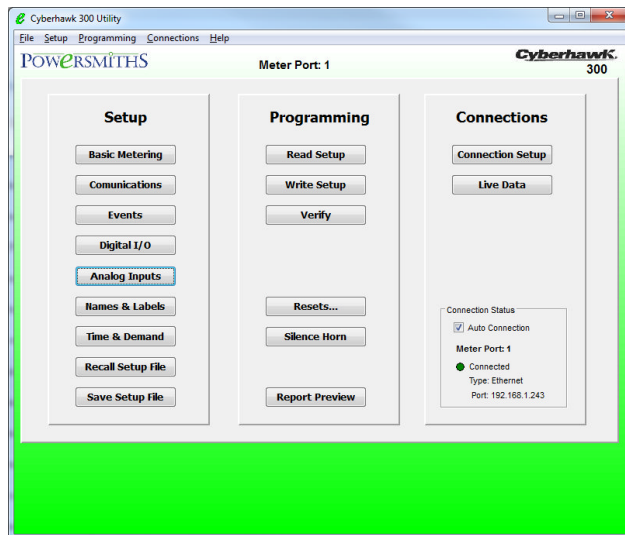 Cyberhawk 300 Utility
File Setup Programming Connections Help
POWeRSMITHS
Meter Port: 1
CyberhawK.
300
Setup
Basic Metering
Comunications
Events
Digital I/O
Analog Inputs
Names & Labels
Time & Demand
Recall Setup File
Save Setup File
Programming
Read Setup
Write Setup
Verify
Resets...
Silence Horn
Report Preview
Connections
Connection Setup
Live Data
Connection Status
Auto Connection
Meter Port: 1
Connected
Type: Ethernet
Port: 192.168.1.243